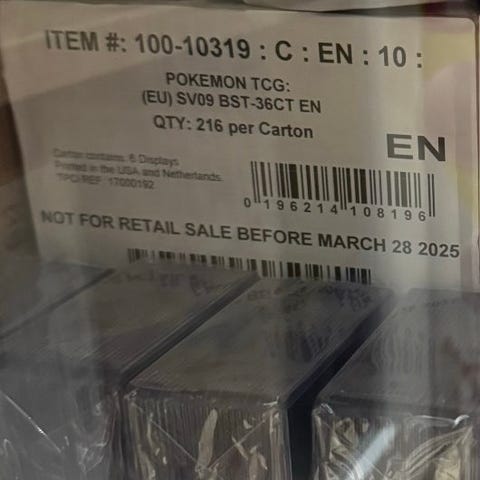 ITEM #: 100-10319 : C : EN : 10 :
POKEMON TCG:
(EU) SV09 BST-36CT EN
QTY: 216 per Carton
EN
Carton contains: 6 Displays
Printed in the USA and Netherlands.
TPCi REF: 17000192
0 196214 108196
NOT FOR RETAIL SALE BEFORE MARCH 28 2025